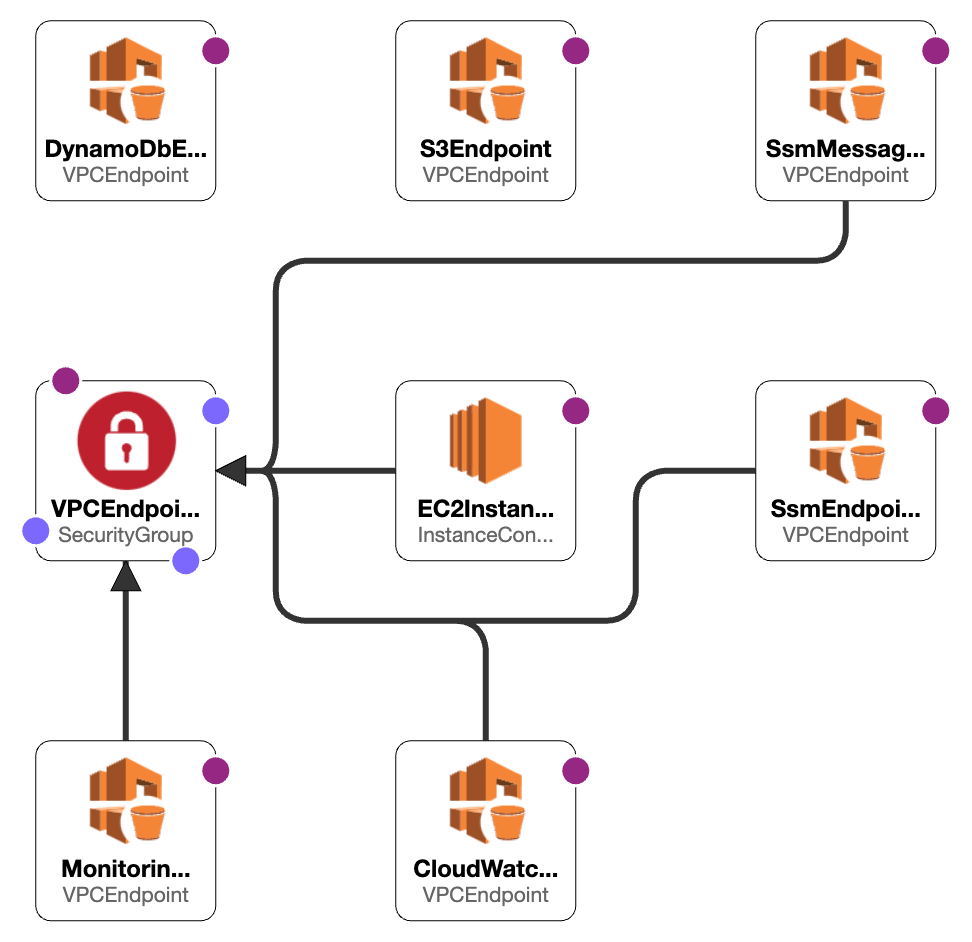 DynamoDbE...
VPCEndpoint
S3Endpoint
VPCEndpoint
SsmMessag...
VPCEndpoint
VPCEndpoi...
SecurityGroup
EC2Instan...
InstanceCon...
SsmEndpoi...
VPCEndpoint
Monitorin...
VPCEndpoint
CloudWatc...
VPCEndpoint